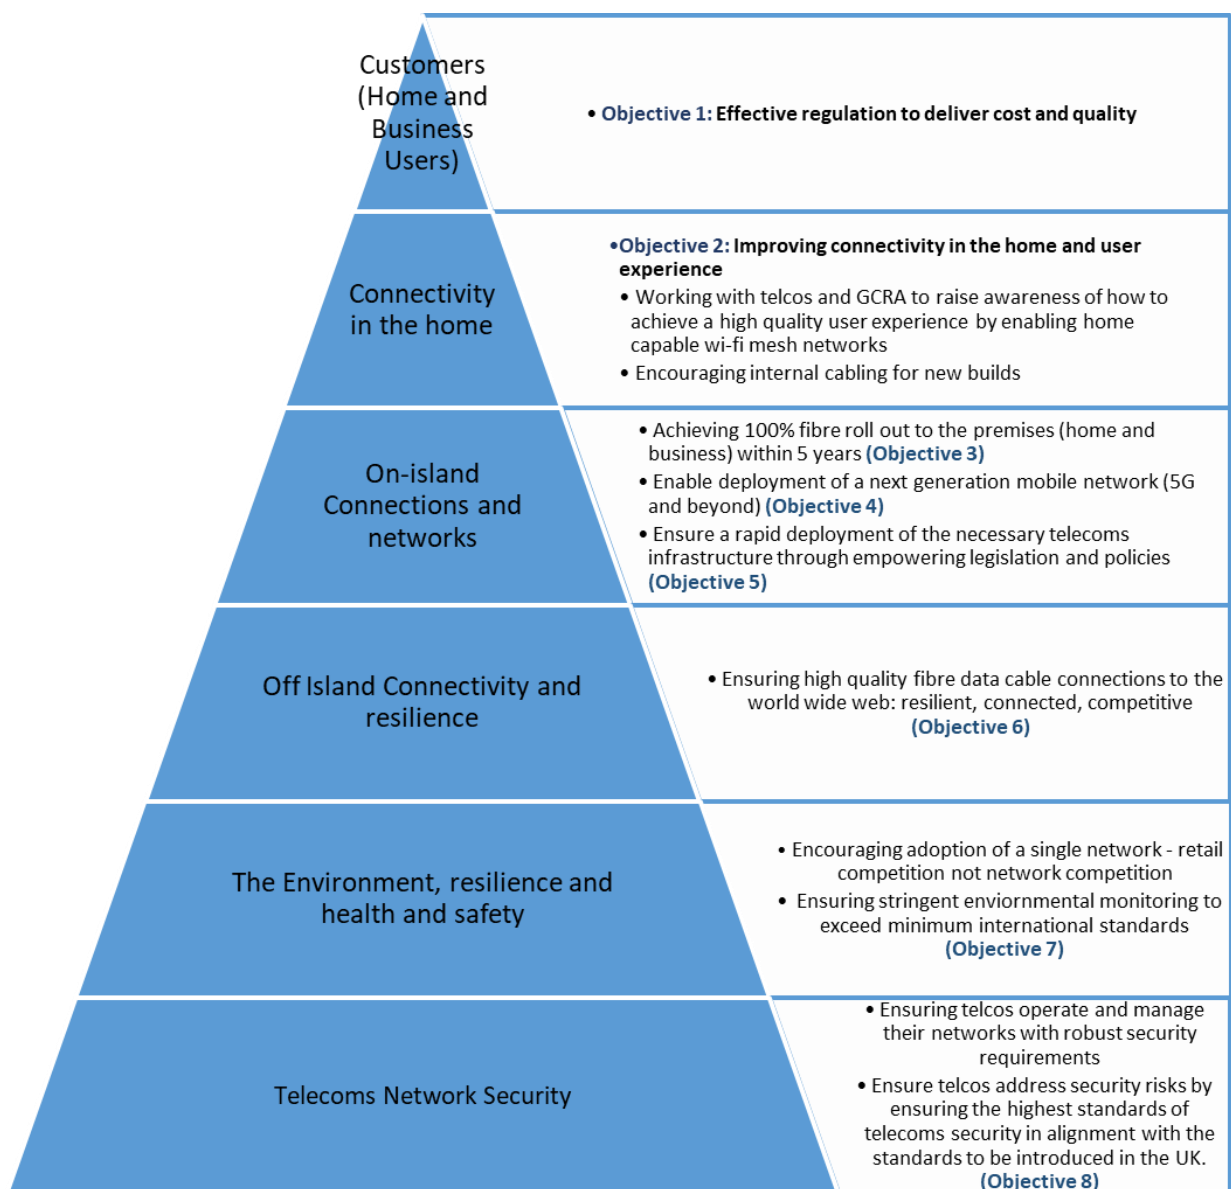 Customers
(Home and
Business
Users)
• Objective 1: Effective regulation to deliver cost and quality
Connectivity
in the home
•Objective 2: Improving connectivity in the home and user
experience
• Working with telcos and GCRA to raise awareness of how to
achieve a high quality user experience by enabling home
capable wi-fi mesh networks
• Encouraging internal cabling for new builds
On-island
Connections and
networks
• Achieving 100% fibre roll out to the premises (home and
business) within 5 years (Objective 3)
• Enable deployment of a next generation mobile network (5G
and beyond) (Objective 4)
• Ensure a rapid deployment of the necessary telecoms
infrastructure through empowering legislation and policies
(Objective 5)
Off Island Connectivity and
resilience
• Ensuring high quality fibre data cable connections to the
world wide web: resilient, connected, competitive
(Objective 6)
The Environment, resilience and
health and safety
• Encouraging adoption of a single network - retail
competition not network competition
• Ensuring stringent enviornmental monitoring to
exceed minimum international standards
(Objective 7)
Telecoms Network Security
• Ensuring telcos operate and manage
their networks with robust security
requirements
• Ensure telcos address security risks by
ensuring the highest standards of
telecoms security in alignment with the
standards to be introduced in the UK.
(Objective 8)